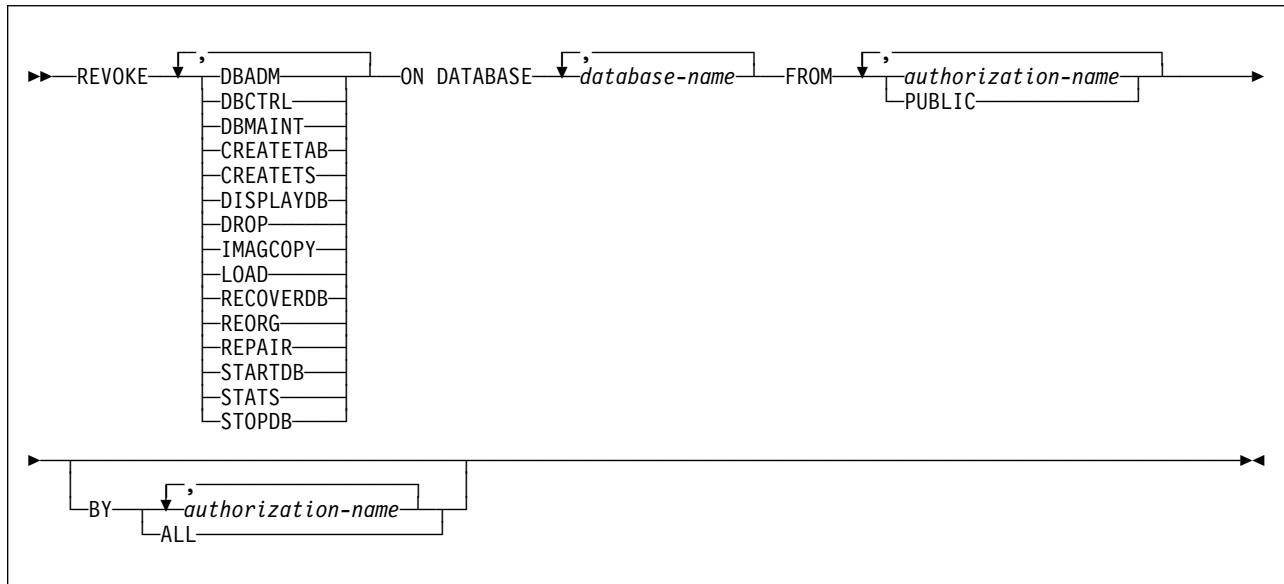 , , ,
REVOKE DBADM ON DATABASE database-name FROM authorization-name
DBCTRL PUBLIC
DBMAINT
CREATETAB
CREATETS
DISPLAYDB
DROP
IMAGCOPY
LOAD
RECOVERDB
REORG
REPAIR
STARTDB
STATS
STOPDB
,
BY authorization-name
ALL